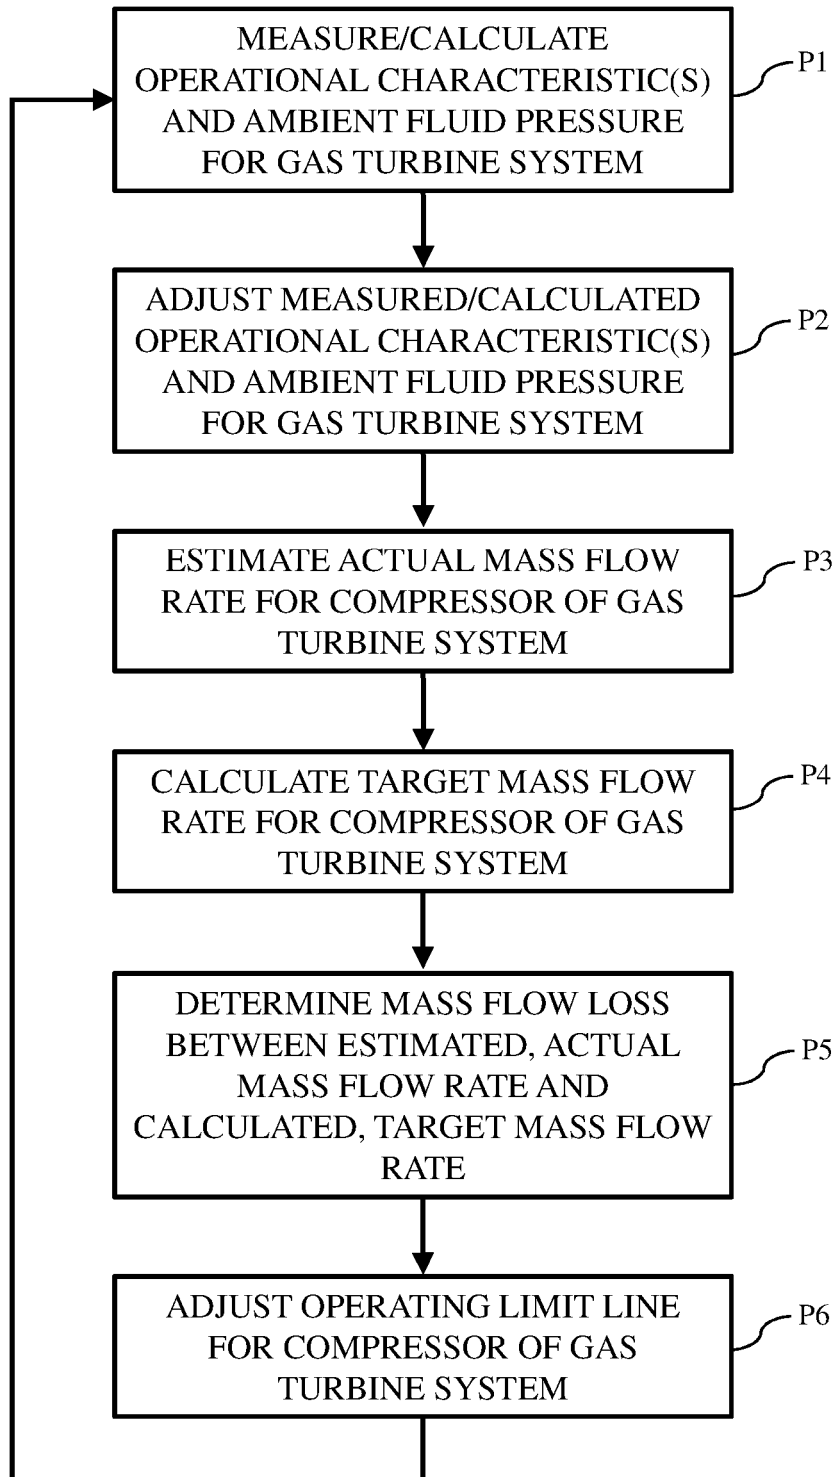 MEASURE/CALCULATE
OPERATIONAL CHARACTERISTIC(S)
AND AMBIENT FLUID PRESSURE
FOR GAS TURBINE SYSTEM
P1
ADJUST MEASURED/CALCULATED
OPERATIONAL CHARACTERISTIC(S)
AND AMBIENT FLUID PRESSURE
FOR GAS TURBINE SYSTEM
P2
ESTIMATE ACTUAL MASS FLOW
RATE FOR COMPRESSOR OF GAS
TURBINE SYSTEM
P3
CALCULATE TARGET MASS FLOW
RATE FOR COMPRESSOR OF GAS
TURBINE SYSTEM
P4
DETERMINE MASS FLOW LOSS
BETWEEN ESTIMATED, ACTUAL
MASS FLOW RATE AND
CALCULATED, TARGET MASS FLOW
RATE
P5
ADJUST OPERATING LIMIT LINE
FOR COMPRESSOR OF GAS
TURBINE SYSTEM
P6